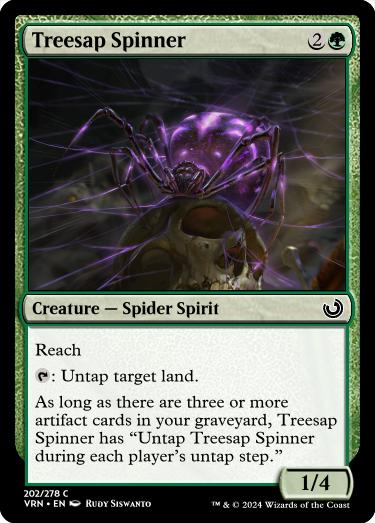 Treesap Spinner 2
Creature — Spider Spirit
Reach
: Untap target land.
As long as there are three or more
artifact cards in your graveyard, Treesap
Spinner has “Untap Treesap Spinner
during each player's untap step.”
1/4
202/278 C
VRN • EN Rudy Siswanto
™ & © 2024 Wizards of the Coast